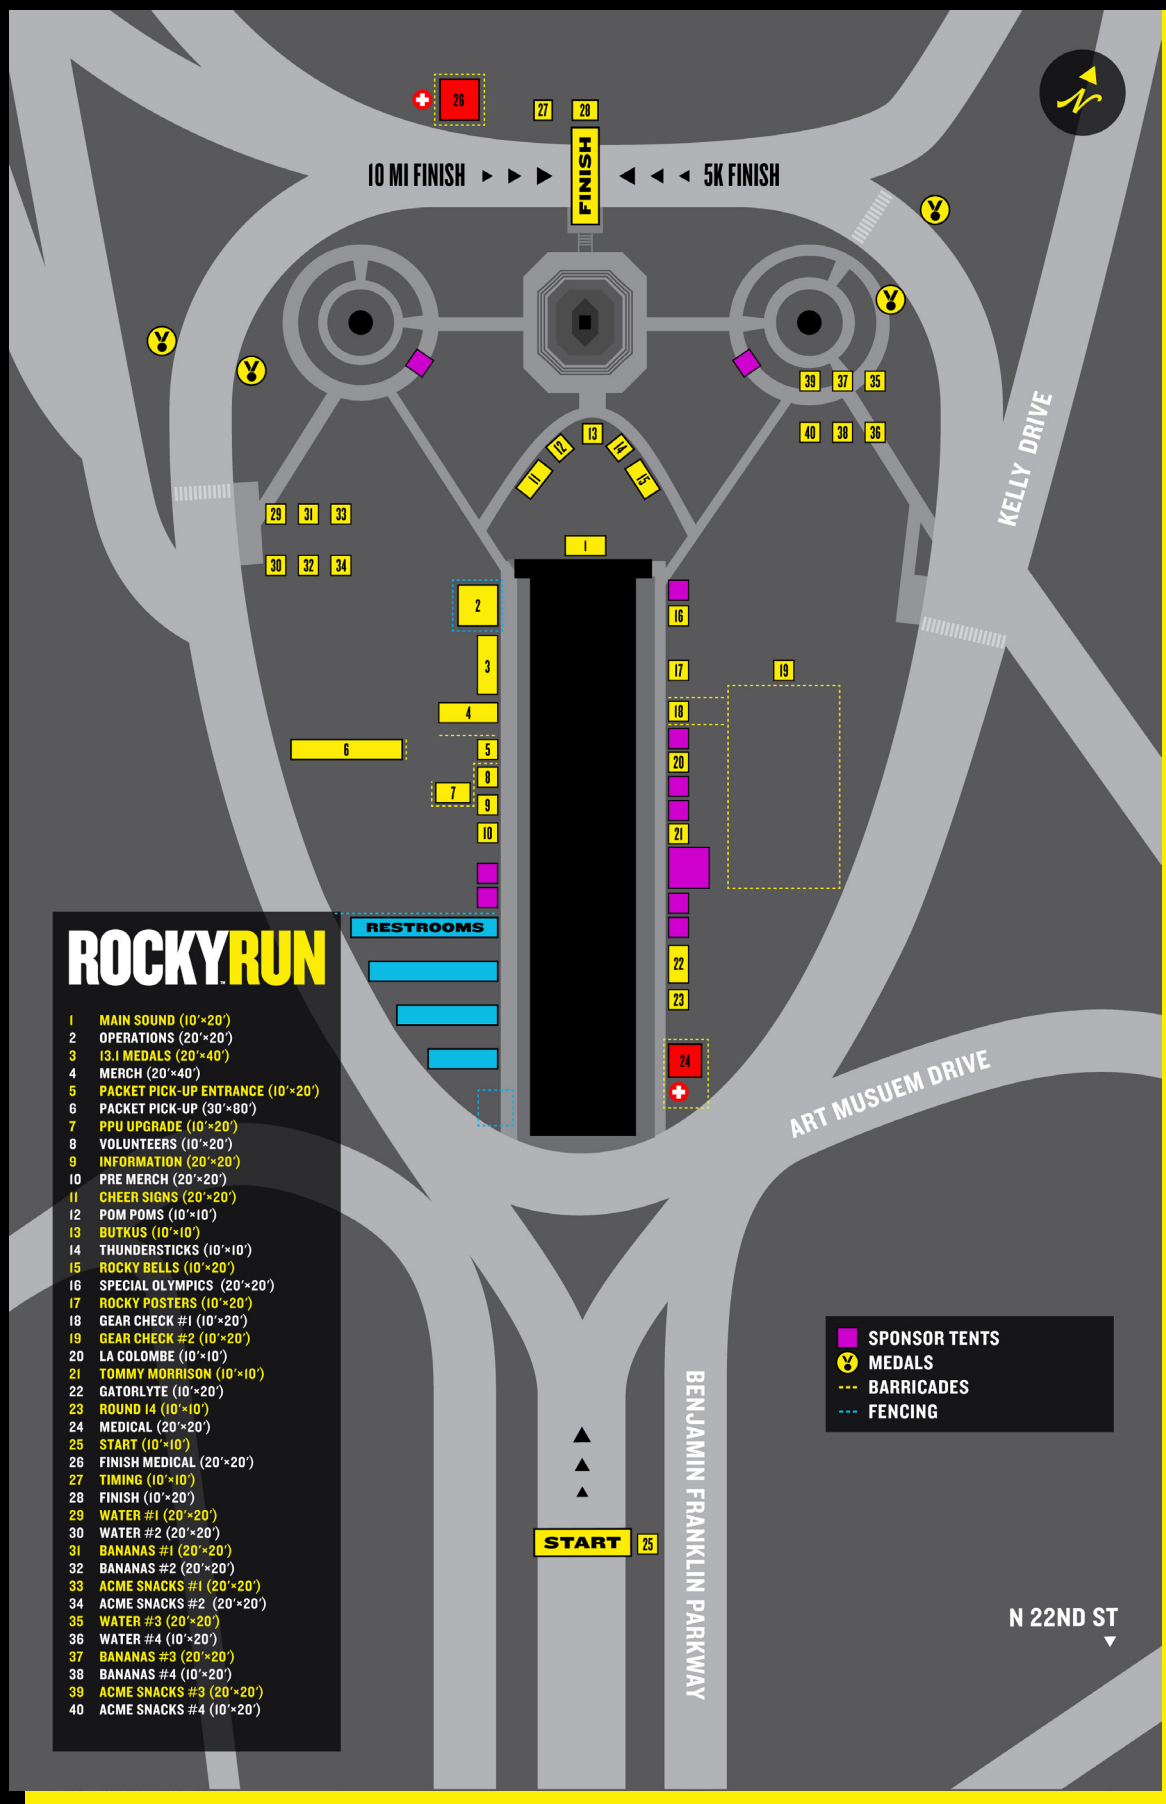 26
27
28
FINISH
10 MI FINISH
5K FINISH
N
39
37
35
40
38
36
KELLY DRIVE
11
12
13
14
15
29
31
33
30
32
34
1
2
3
4
5
6
7
8
9
10
16
17
18
19
20
21
22
23
24
RESTROOMS
ART MUSUEM DRIVE
ROCKYRUN™
1 MAIN SOUND (10'×20')
2 OPERATIONS (20'×20')
3 13.1 MEDALS (20'×40')
4 MERCH (20'×40')
5 PACKET PICK-UP ENTRANCE (10'×20')
6 PACKET PICK-UP (30'×80')
7 PPU UPGRADE (10'×20')
8 VOLUNTEERS (10'×20')
9 INFORMATION (20'×20')
10 PRE MERCH (20'×20')
11 CHEER SIGNS (20'×20')
12 POM POMS (10'×10')
13 BUTKUS (10'×10')
14 THUNDERSTICKS (10'×10')
15 ROCKY BELLS (10'×20')
16 SPECIAL OLYMPICS (20'×20')
17 ROCKY POSTERS (10'×20')
18 GEAR CHECK #1 (10'×20')
19 GEAR CHECK #2 (10'×20')
20 LA COLOMBE (10'×10')
21 TOMMY MORRISON (10'×10')
22 GATORLYTE (10'×20')
23 ROUND 14 (10'×10')
24 MEDICAL (20'×20')
25 START (10'×10')
26 FINISH MEDICAL (20'×20')
27 TIMING (10'×10')
28 FINISH (10'×20')
29 WATER #1 (20'×20')
30 WATER #2 (20'×20')
31 BANANAS #1 (20'×20')
32 BANANAS #2 (20'×20')
33 ACME SNACKS #1 (20'×20')
34 ACME SNACKS #2 (20'×20')
35 WATER #3 (20'×20')
36 WATER #4 (10'×20')
37 BANANAS #3 (20'×20')
38 BANANAS #4 (10'×20')
39 ACME SNACKS #3 (20'×20')
40 ACME SNACKS #4 (10'×20')
SPONSOR TENTS
MEDALS
BARRICADES
FENCING
BENJAMIN FRANKLIN PARKWAY
START
25
N 22ND ST